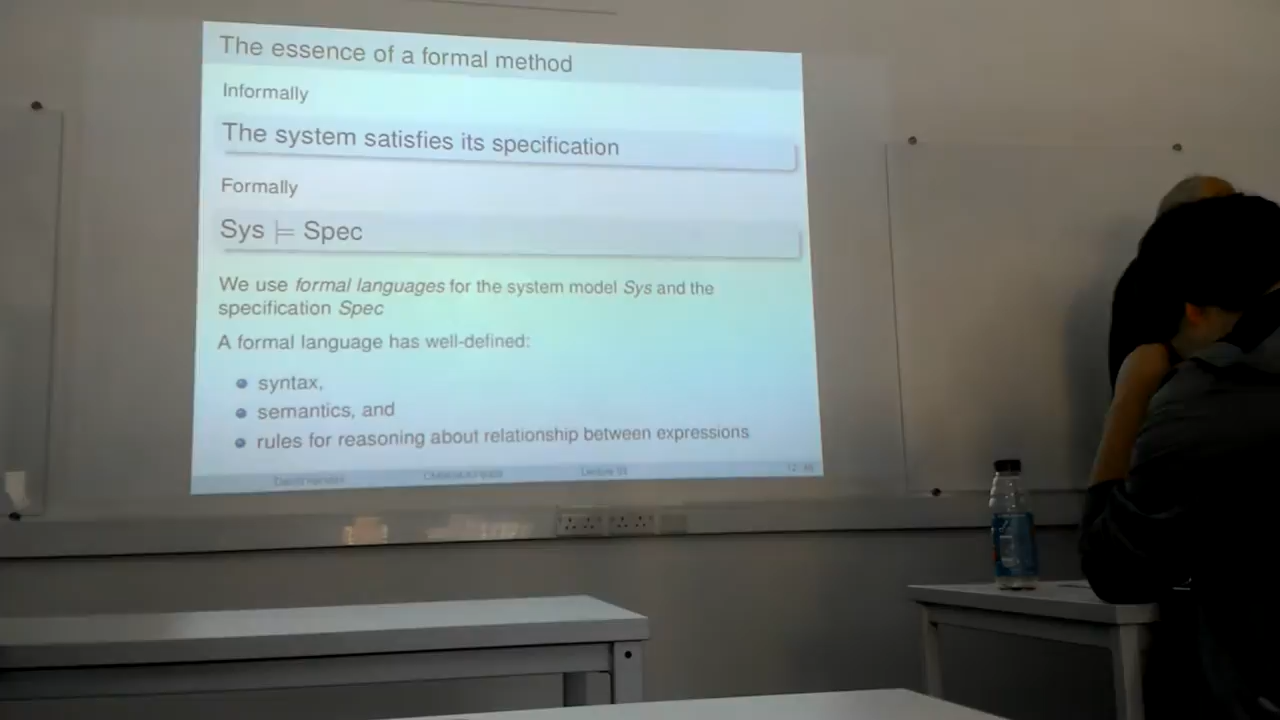 The essence of a formal method
Informally
The system satisfies its specification
Formally
Sys ⊨ Spec
We use formal languages for the system model Sys and the
specification Spec
A formal language has well-defined:
syntax,
semantics, and
rules for reasoning about relationship between expressions
Lecture